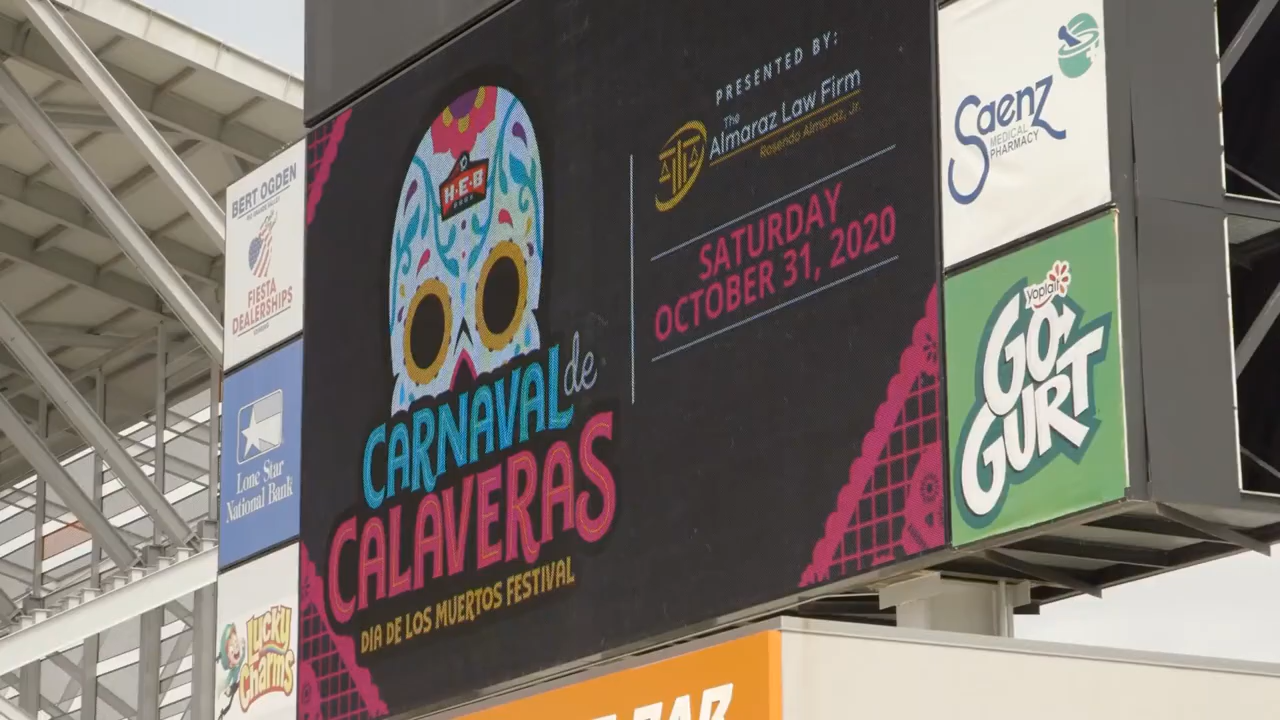 BERT OGDEN
FIESTA
DEALERSHIPS
Lone Star
National Bank
Lucky
Charms
H-E-B
CARNAVAL de
CALAVERAS
DIA DE LOS MUERTOS FESTIVAL
PRESENTED BY:
The
Almaraz Law Firm
Rosendo Almaraz, Jr.
SATURDAY
OCTOBER 31, 2020
Saenz
MEDICAL
PHARMACY
Yoplait
GO-
GURT
BAR